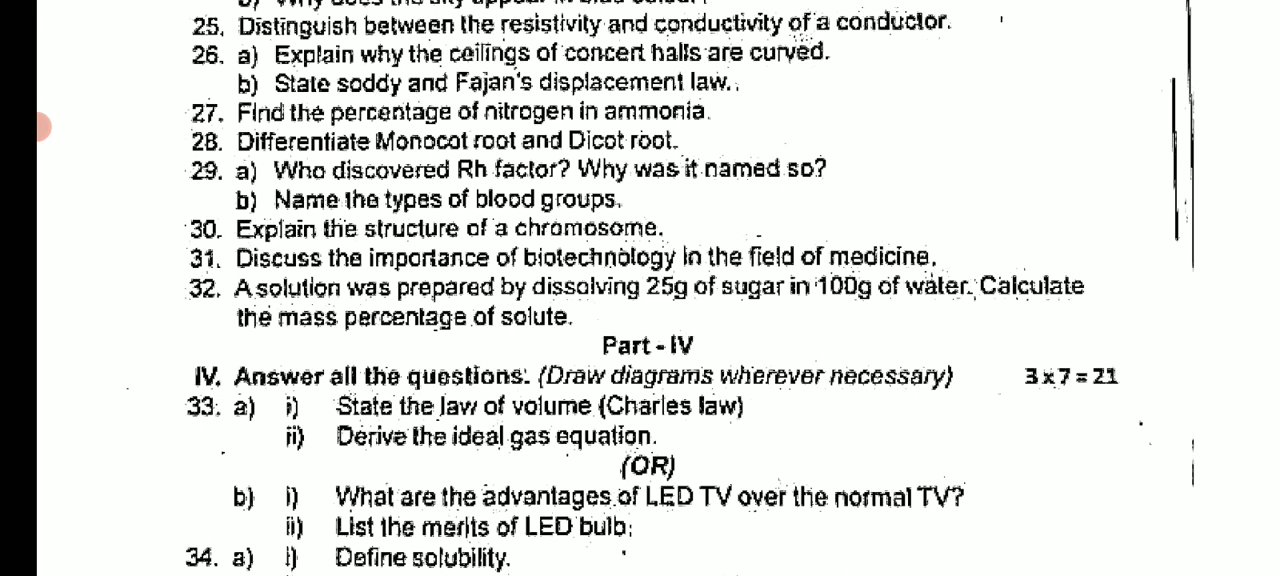 25. Distinguish between the resistivity and conductivity of a conductor.
26. a) Explain why the ceilings of concert halls are curved.
b) State soddy and Fajan's displacement law.
27. Find the percentage of nitrogen in ammonia.
28. Differentiate Monocot root and Dicot root.
29. a) Who discovered Rh factor? Why was it named so?
b) Name the types of blood groups.
30. Explain the structure of a chromosome.
31. Discuss the importance of biotechnology in the field of medicine.
32. A solution was prepared by dissolving 25g of sugar in 100g of water. Calculate
the mass percentage of solute.
Part - IV
IV. Answer all the questions: (Draw diagrams wherever necessary) 3 x 7 = 21
33. a) i) State the law of volume (Charles law)
ii) Derive the ideal gas equation.
(OR)
b) i) What are the advantages of LED TV over the normal TV?
ii) List the merits of LED bulb.
34. a) i) Define solubility.